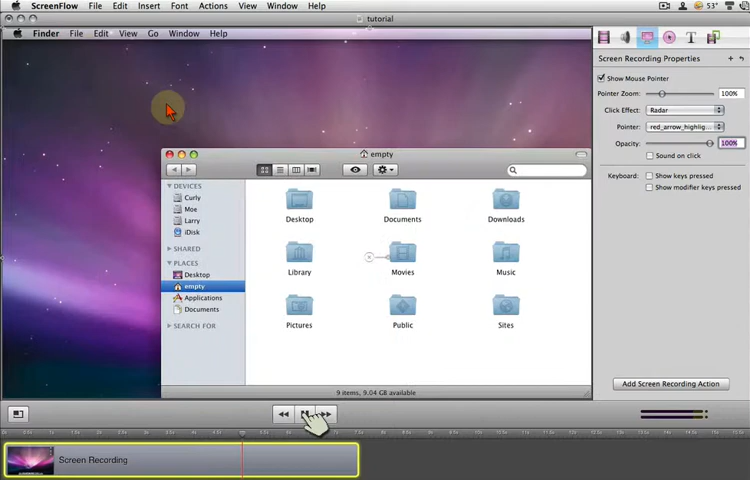 ScreenFlow File Edit Insert Font Actions View Window Help 53°
tutorial
Finder File Edit View Go Window Help
Screen Recording Properties
Show Mouse Pointer
Pointer Zoom: 100%
Click Effect: Radar
Pointer: red_arrow_highlig...
Opacity: 100%
Sound on click
Keyboard: Show keys pressed
Show modifier keys pressed
empty
DEVICES
Curly
Moe
Larry
iDisk
SHARED
PLACES
Desktop
empty
Applications
Documents
SEARCH FOR
Desktop Documents Downloads
Library Movies Music
Pictures Public Sites
9 items, 9.04 GB available
Add Screen Recording Action
Screen Recording